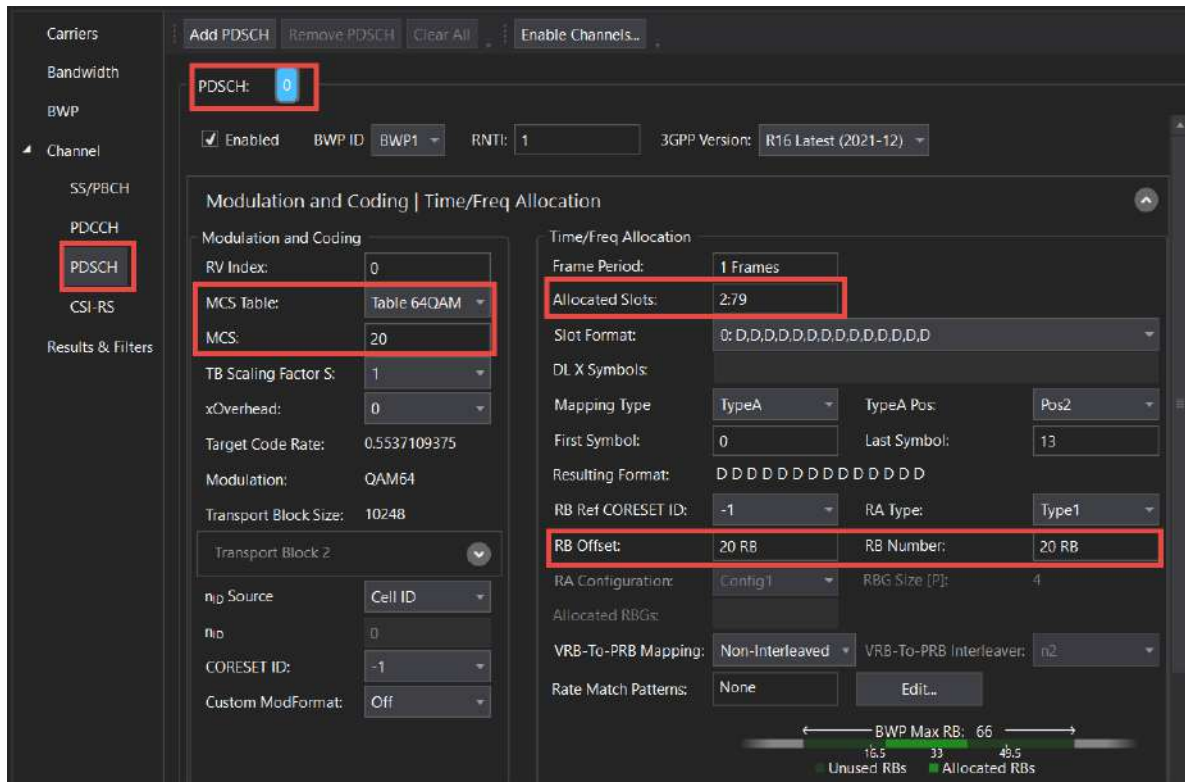 Carriers
Bandwidth
BWP
Channel
SS/PBCH
PDCCH
PDSCH
CSI-RS
Results & Filters
Add PDSCH Remove PDSCH Clear All Enable Channels...
PDSCH: 0
Enabled BWP ID BWP1 RNTI: 1 3GPP Version: R16 Latest (2021-12)
Modulation and Coding | Time/Freq Allocation
Modulation and Coding
RV Index: 0
MCS Table: Table 64QAM
MCS: 20
TB Scaling Factor S: 1
xOverhead: 0
Target Code Rate: 0.5537109375
Modulation: QAM64
Transport Block Size: 10248
Transport Block 2
nID Source Cell ID
nID 0
CORESET ID: -1
Custom ModFormat: Off
Time/Freq Allocation
Frame Period: 1 Frames
Allocated Slots: 2:79
Slot Format: 0: D,D,D,D,D,D,D,D,D,D,D,D,D,D
DL X Symbols:
Mapping Type TypeA TypeA Pos: Pos2
First Symbol: 0 Last Symbol: 13
Resulting Format: D D D D D D D D D D D D D D
RB Ref CORESET ID: -1 RA Type: Type1
RB Offset: 20 RB RB Number: 20 RB
RA Configuration: Config1 RBG Size [P]: 4
Allocated RBGs:
VRB-To-PRB Mapping: Non-Interleaved VRB-To-PRB Interleaver: n2
Rate Match Patterns: None Edit...
BWP Max RB: 66
16.5 33 49.5
Unused RBs Allocated RBs